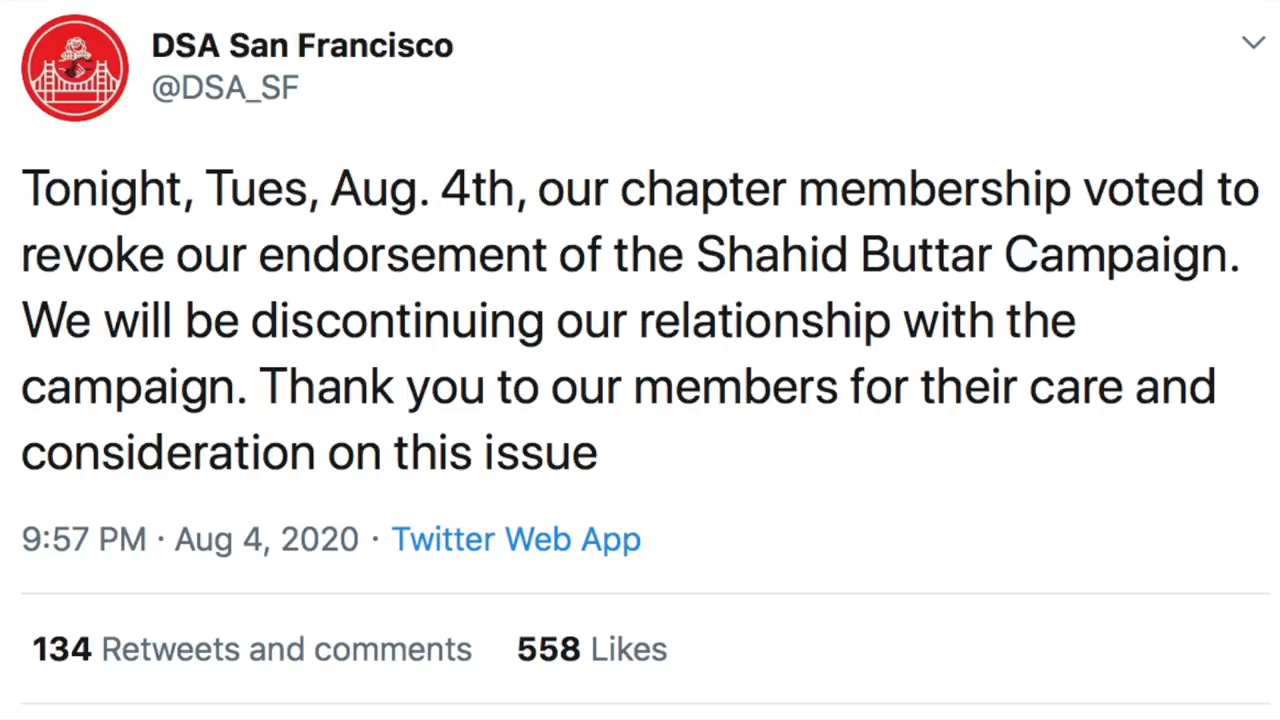 DSA San Francisco
@DSA_SF
Tonight, Tues, Aug. 4th, our chapter membership voted to
revoke our endorsement of the Shahid Buttar Campaign.
We will be discontinuing our relationship with the
campaign. Thank you to our members for their care and
consideration on this issue
9:57 PM · Aug 4, 2020 · Twitter Web App
134 Retweets and comments 558 Likes